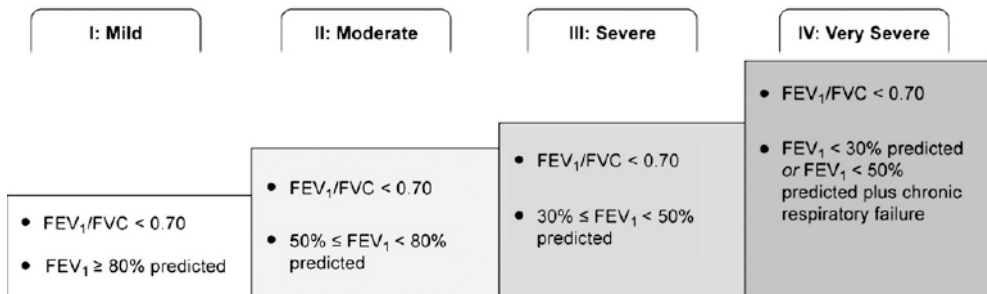 I: Mild
II: Moderate
III: Severe
IV: Very Severe
● FEV₁/FVC < 0.70
● FEV₁ ≥ 80% predicted
● FEV₁/FVC < 0.70
● 50% ≤ FEV₁ < 80%
predicted
● FEV₁/FVC < 0.70
● 30% ≤ FEV₁ < 50%
predicted
● FEV₁/FVC < 0.70
● FEV₁ < 30% predicted
or FEV₁ < 50%
predicted plus chronic
respiratory failure